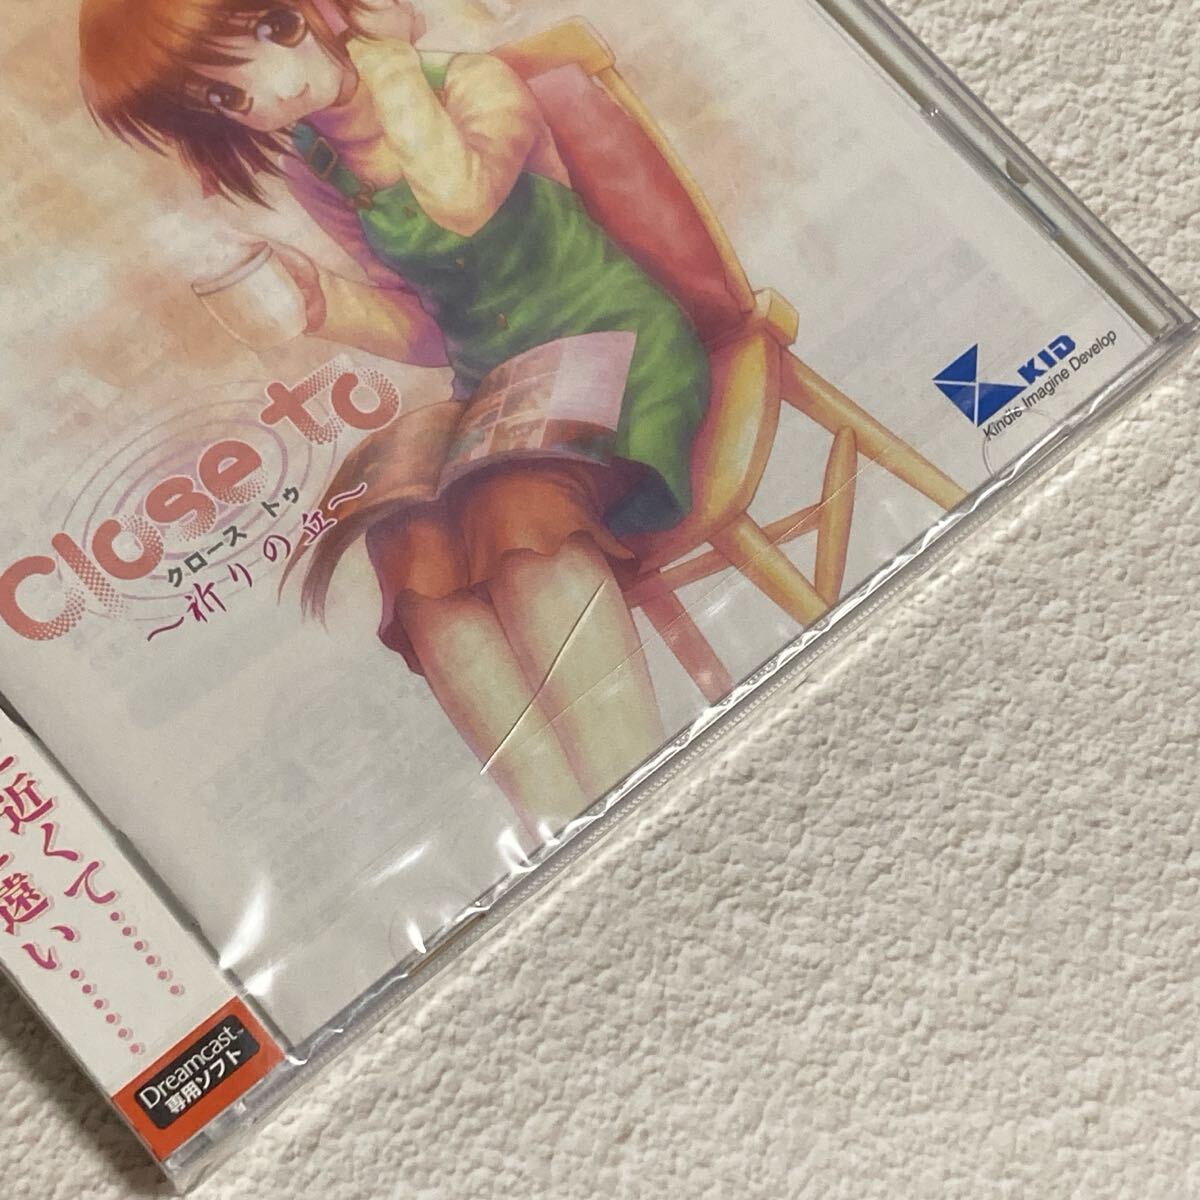 KID
Kindle Imagine Develop
Close to
クロース トゥ
～祈りの丘～
近くて……
遠い……
Dreamcast™
専用ソフト